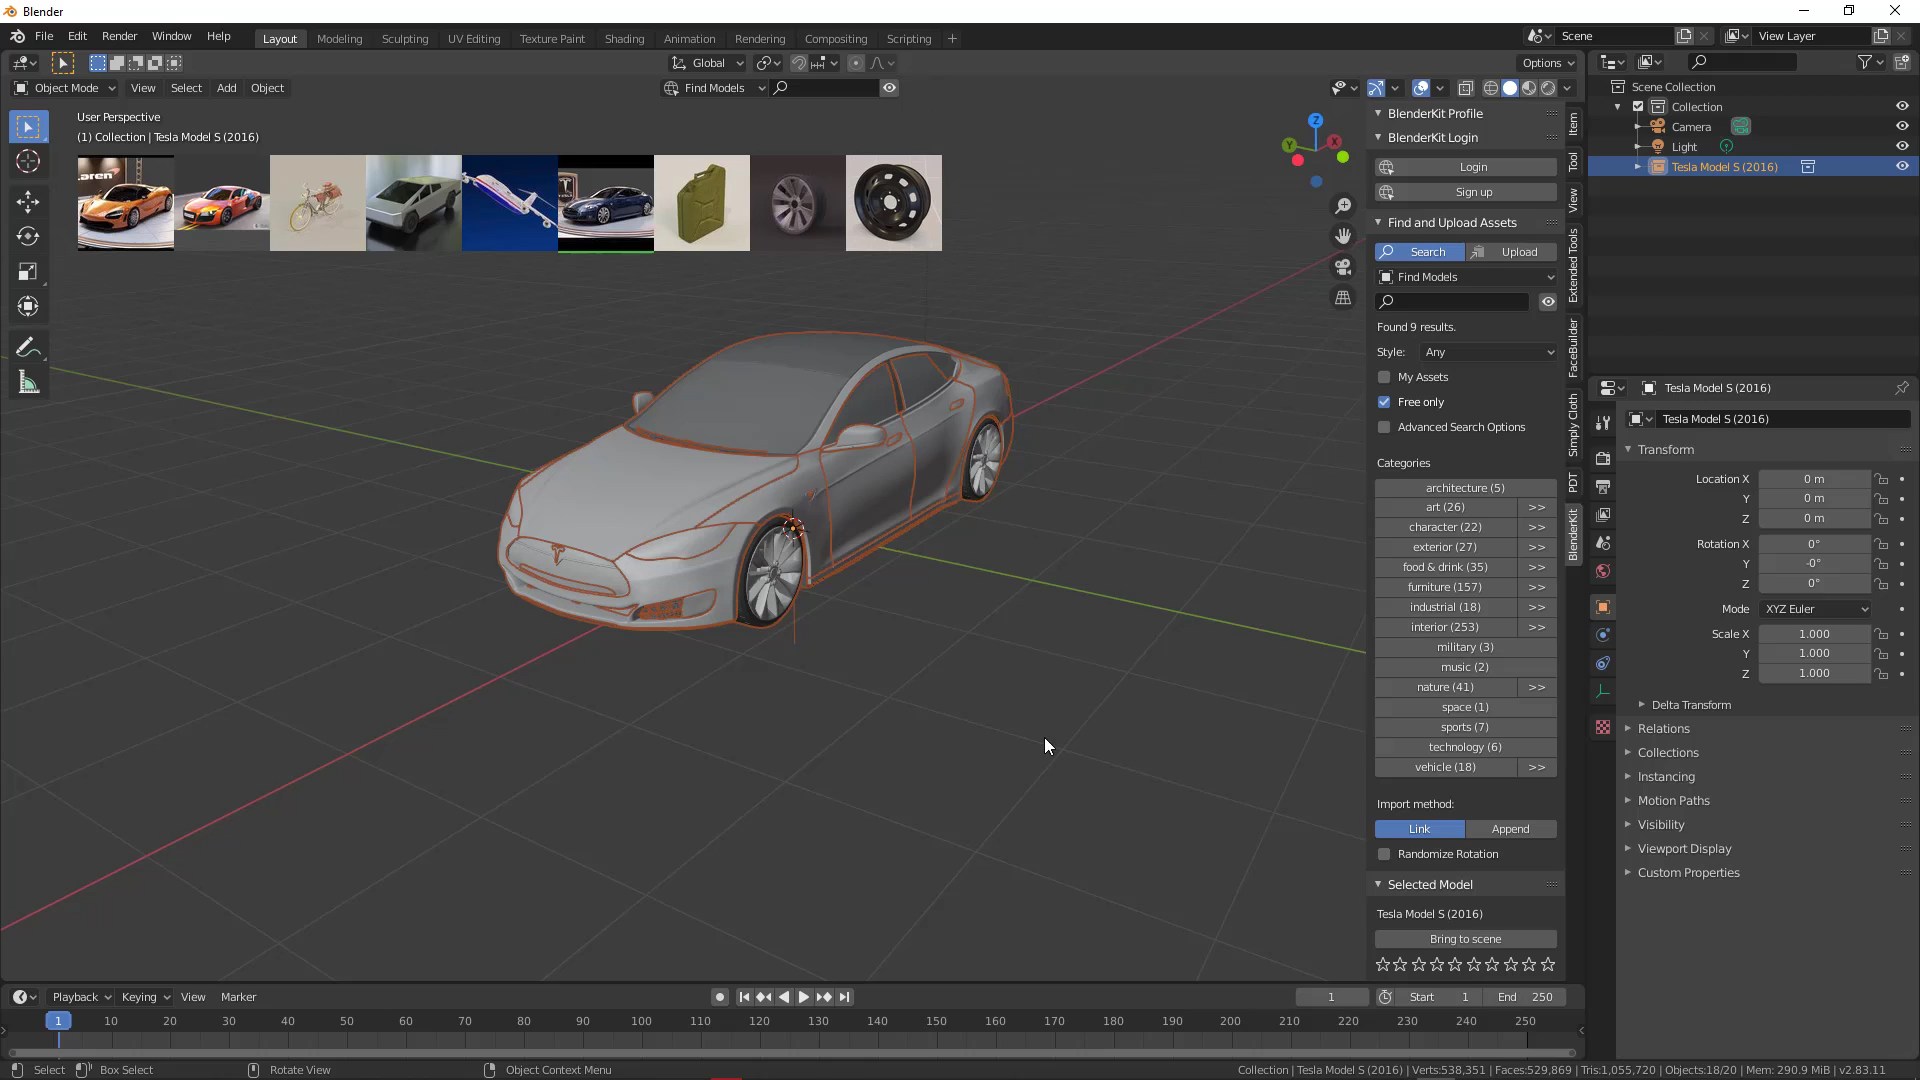 Blender
File Edit Render Window Help
Layout Modeling Sculpting UV Editing Texture Paint Shading Animation Rendering Compositing Scripting +
Scene
View Layer
Global
Options
Object Mode View Select Add Object
Find Models
User Perspective
(1) Collection | Tesla Model S (2016)
aren
Z
Y
X
BlenderKit Profile
BlenderKit Login
Login
Sign up
Find and Upload Assets
Search Upload
Find Models
Found 9 results.
Style: Any
My Assets
Free only
Advanced Search Options
Categories
architecture (5)
art (26) >>
character (22) >>
exterior (27) >>
food & drink (35) >>
furniture (157) >>
industrial (18) >>
interior (253) >>
military (3)
music (2)
nature (41) >>
space (1)
sports (7)
technology (6)
vehicle (18) >>
Import method:
Link Append
Randomize Rotation
Selected Model
Tesla Model S (2016)
Bring to scene
Item
Tool
View
Extended Tools
FaceBuilder
Simply Cloth
PDT
BlenderKit
Scene Collection
Collection
Camera
Light
Tesla Model S (2016)
Tesla Model S (2016)
Tesla Model S (2016)
Transform
Location X 0 m
Y 0 m
Z 0 m
Rotation X 0°
Y -0°
Z 0°
Mode XYZ Euler
Scale X 1.000
Y 1.000
Z 1.000
Delta Transform
Relations
Collections
Instancing
Motion Paths
Visibility
Viewport Display
Custom Properties
Playback Keying View Marker
1
Start 1
End 250
1 10 20 30 40 50 60 70 80 90 100 110 120 130 140 150 160 170 180 190 200 210 220 230 240 250
Select Box Select Rotate View Object Context Menu
Collection | Tesla Model S (2016) | Verts:538,351 | Faces:529,869 | Tris:1,055,720 | Objects:18/20 | Mem: 290.9 MiB | v2.83.11